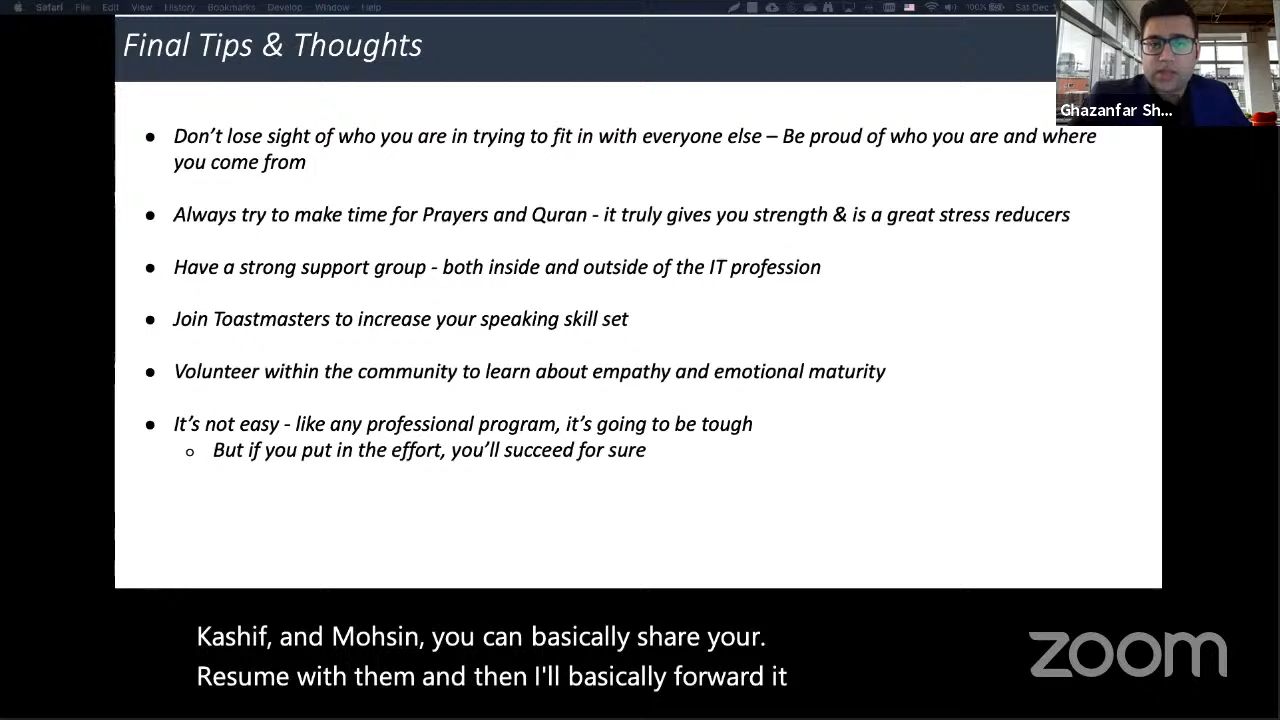 Safari File Edit View History Bookmarks Develop Window Help 100% Sat Dec 1
Final Tips & Thoughts
Ghazanfar Sh...
● Don't lose sight of who you are in trying to fit in with everyone else – Be proud of who you are and where
you come from
● Always try to make time for Prayers and Quran - it truly gives you strength & is a great stress reducers
● Have a strong support group - both inside and outside of the IT profession
● Join Toastmasters to increase your speaking skill set
● Volunteer within the community to learn about empathy and emotional maturity
● It's not easy - like any professional program, it's going to be tough
○ But if you put in the effort, you'll succeed for sure
Kashif, and Mohsin, you can basically share your.
Resume with them and then I'll basically forward it
zoom